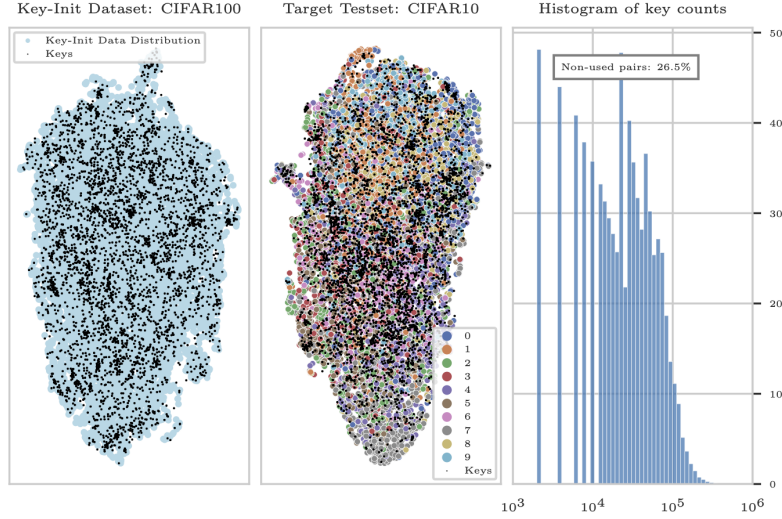 Key-Init Dataset: CIFAR100
Key-Init Data Distribution
Keys
Target Testset: CIFAR10
0
1
2
3
4
5
6
7
8
9
Keys
Histogram of key counts
Non-used pairs: 26.5%
50
40
30
20
10
0
10³ 10⁴ 10⁵ 10⁶